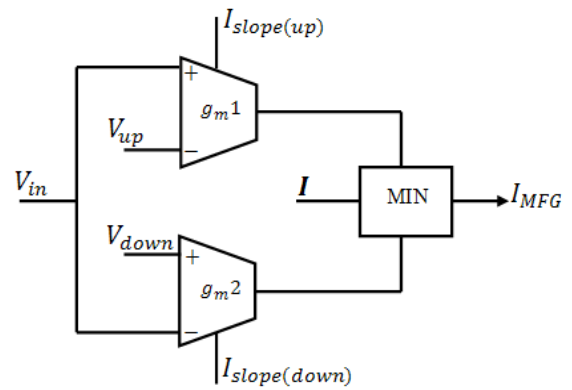 I_slope(up)
+
g_m1
V_up
−
V_in
I
MIN
I_MFG
V_down
+
g_m2
−
I_slope(down)